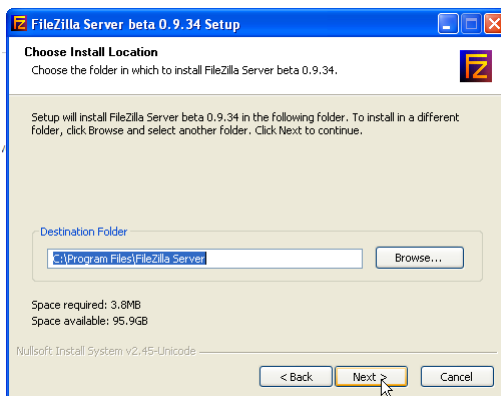 FileZilla Server beta 0.9.34 Setup
Choose Install Location
Choose the folder in which to install FileZilla Server beta 0.9.34.
Setup will install FileZilla Server beta 0.9.34 in the following folder. To install in a different
folder, click Browse and select another folder. Click Next to continue.
Destination Folder
C:\Program Files\FileZilla Server
Browse...
Space required: 3.8MB
Space available: 95.9GB
Nullsoft Install System v2.45-Unicode
< Back
Next >
Cancel